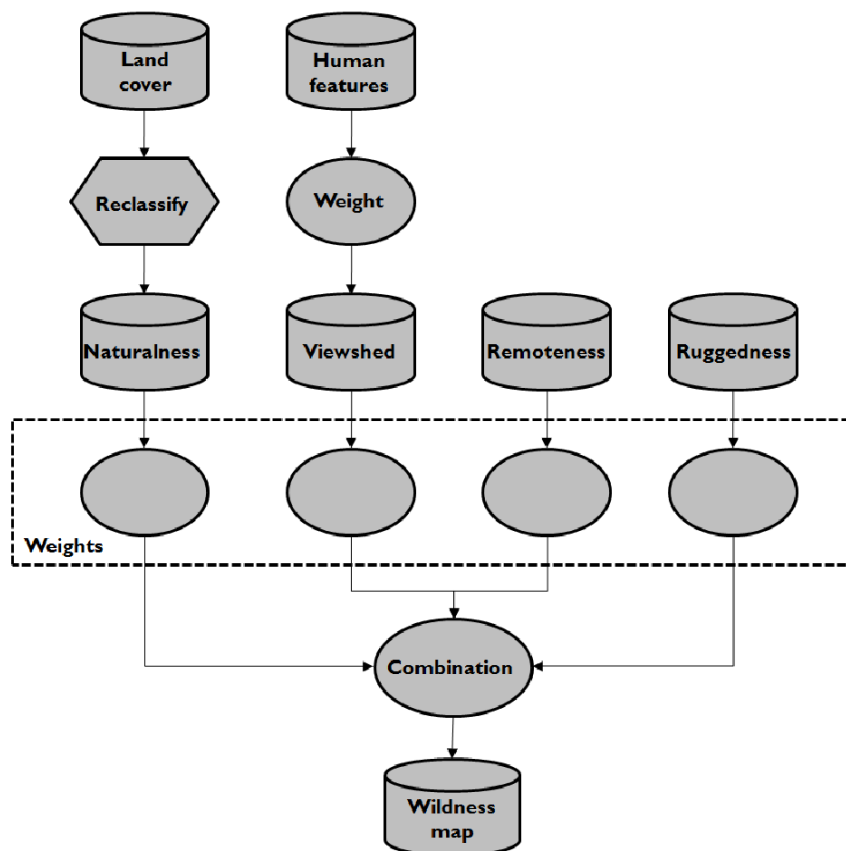 Land
cover
Human
features
Reclassify
Weight
Naturalness
Viewshed
Remoteness
Ruggedness
Weights
Combination
Wildness
map